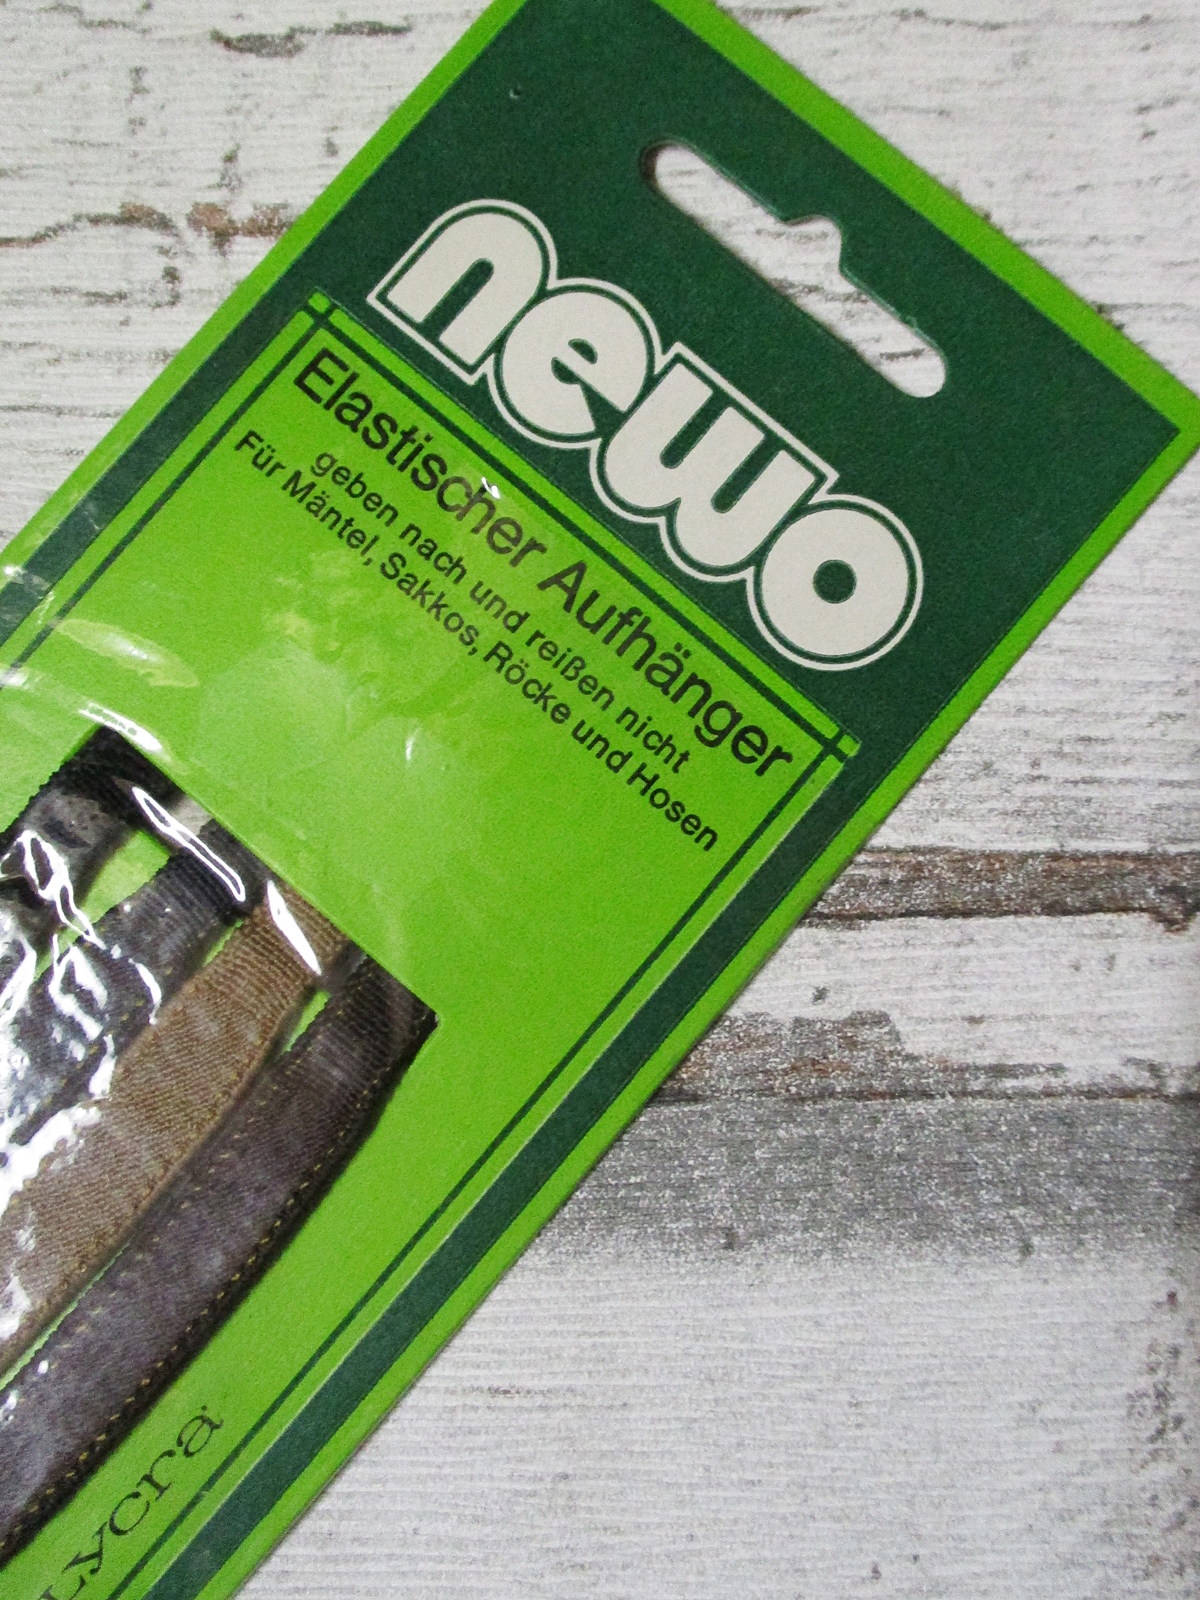 newo
Elastischer Aufhänger
geben nach und reißen nicht
Für Mäntel, Sakkos, Röcke und Hosen
Lycra